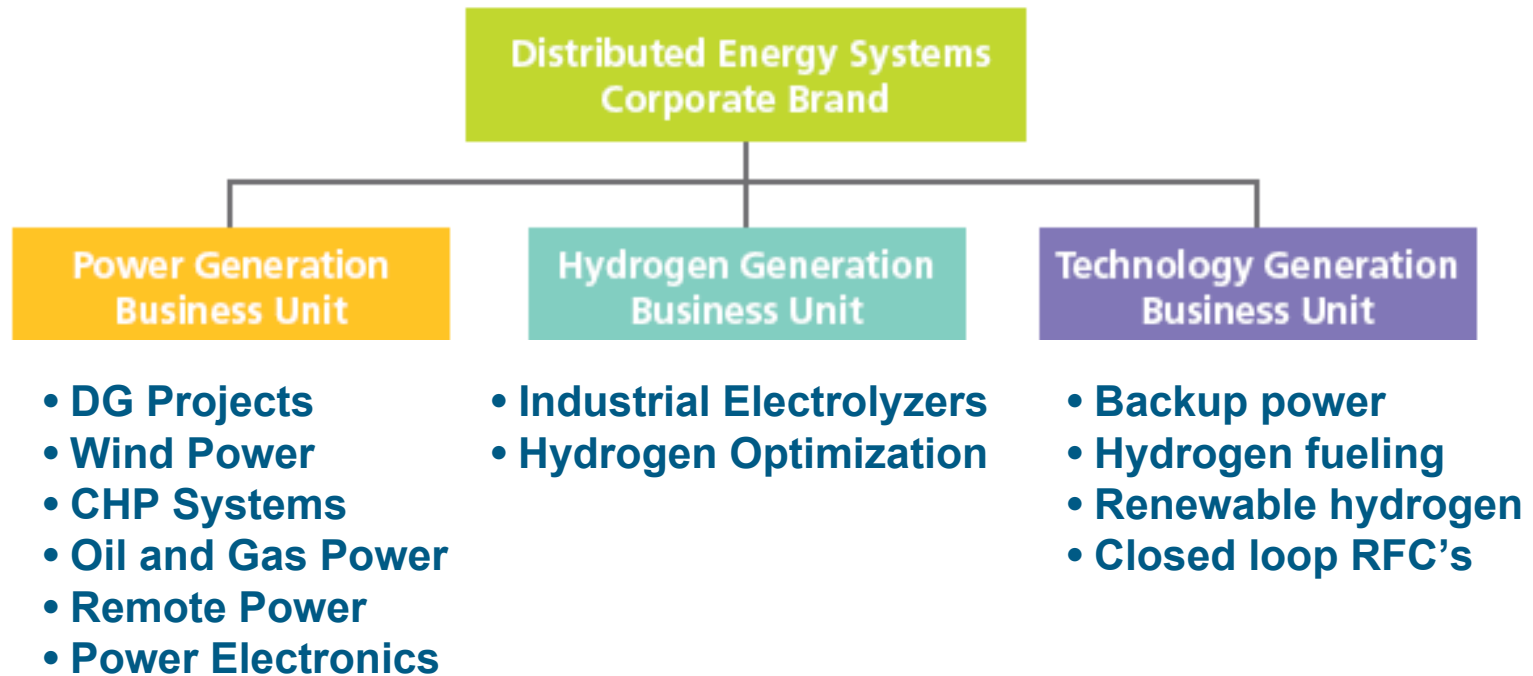 Distributed Energy Systems
Corporate Brand
Power Generation
Business Unit
Hydrogen Generation
Business Unit
Technology Generation
Business Unit
• DG Projects
• Wind Power
• CHP Systems
• Oil and Gas Power
• Remote Power
• Power Electronics
• Industrial Electrolyzers
• Hydrogen Optimization
• Backup power
• Hydrogen fueling
• Renewable hydrogen
• Closed loop RFC’s